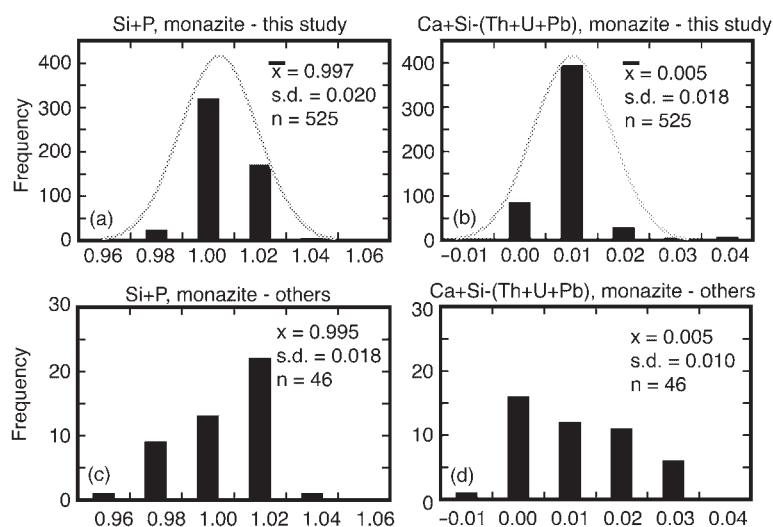 Si+P, monazite - this study
Frequency
400
300
200
100
0
x = 0.997
s.d. = 0.020
n = 525
(a)
0.96 0.98 1.00 1.02 1.04 1.06
Ca+Si-(Th+U+Pb), monazite - this study
400
300
200
100
0
x = 0.005
s.d. = 0.018
n = 525
(b)
−0.01 0.00 0.01 0.02 0.03 0.04
Si+P, monazite - others
Frequency
30
20
10
0
x = 0.995
s.d. = 0.018
n = 46
(c)
0.96 0.98 1.00 1.02 1.04 1.06
Ca+Si-(Th+U+Pb), monazite - others
30
20
10
0
x = 0.005
s.d. = 0.010
n = 46
(d)
−0.01 0.00 0.01 0.02 0.03 0.04